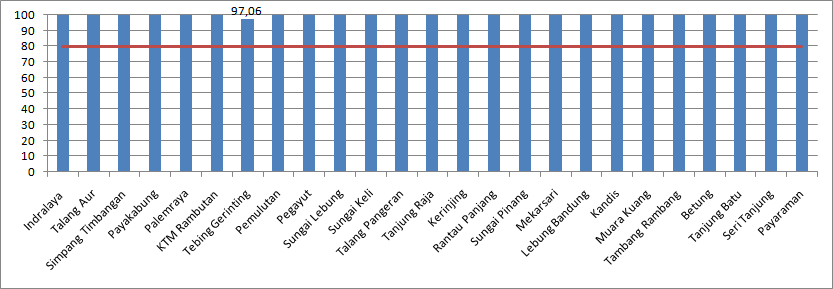 97,06
100
90
80
70
60
50
40
30
20
10
0
Indralaya
Talang Aur
Simpang Timbangan
Payakabung
Palemraya
KTM Rambutan
Tebing Gerinting
Pemulutan
Pegayut
Sungai Lebung
Sungai Keli
Talang Pangeran
Tanjung Raja
Kerinjing
Rantau Panjang
Sungai Pinang
Mekarsari
Lebung Bandung
Kandis
Muara Kuang
Tambang Rambang
Betung
Tanjung Batu
Seri Tanjung
Payaraman